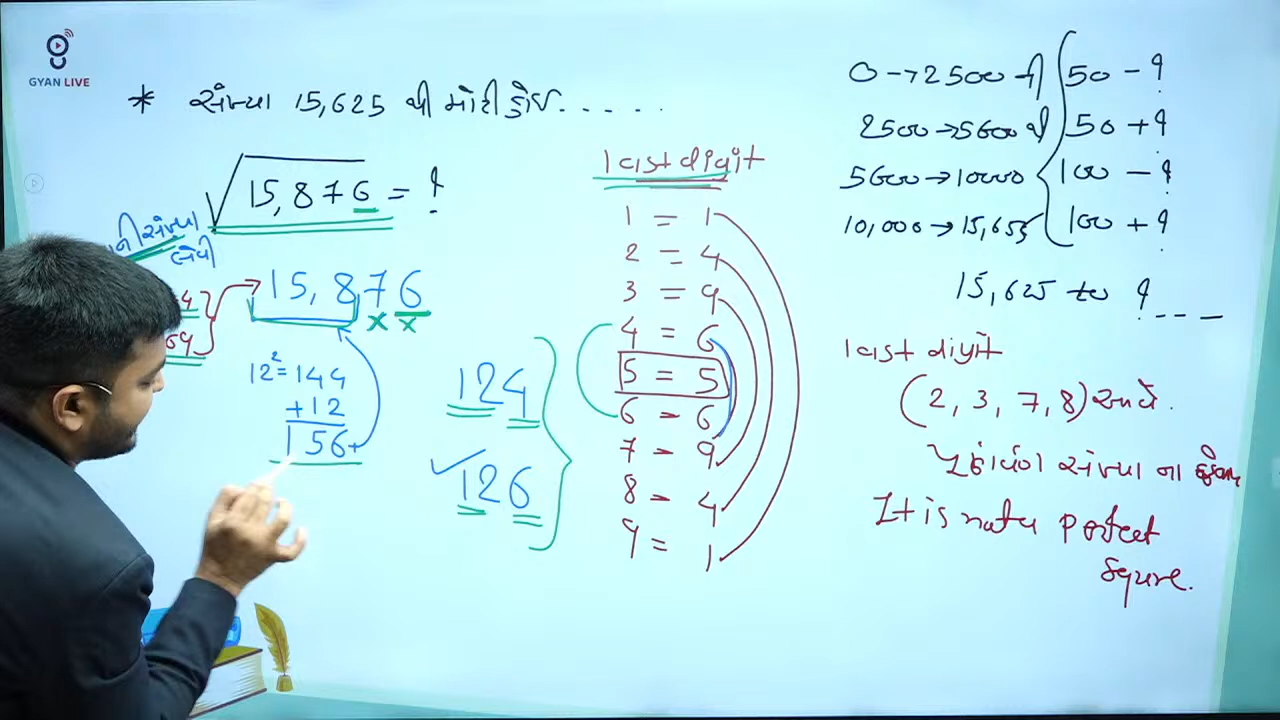 GYAN LIVE
* સંખ્યા 15,625 થી મોટી હોય......
√15,876 = ?
સંખ્યા
લેવી
15,876
x x
12² = 144
+12
156
124
126
last digit
1 = 1
2 = 4
3 = 9
4 = 6
5 = 5
6 = 6
7 = 9
8 = 4
9 = 1
0 → 2500 ની 50 - ?
2500 → 5600 50 + ?
5600 → 10000 100 - ?
10,000 → 15,655 100 + ?
15,625 to ?---
last digit
(2, 3, 7, 8) આવે.
સંખ્યા ના
It is not a